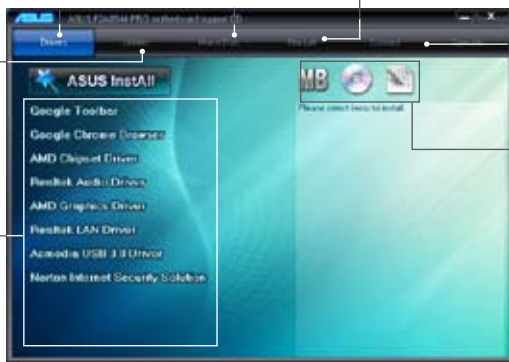 ASUS
Drivers
ASUS InstAll
MB
Please select items to install.
Google Toolbar
Google Chrome Browser
AMD Chipset Driver
Realtek Audio Driver
AMD Graphics Driver
Realtek LAN Driver
Asmedia USB 3.0 Driver
Norton Internet Security Solution